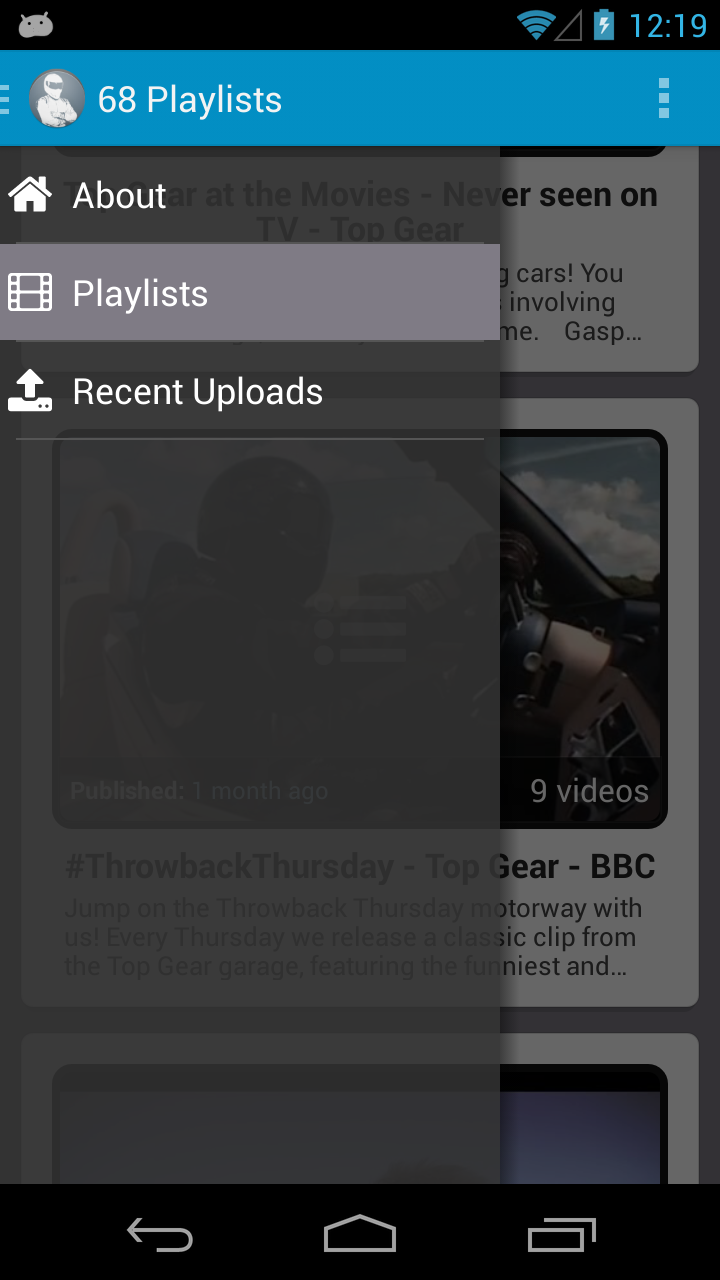 12:19
68 Playlists
About
Playlists
Recent Uploads
Top Gear at the Movies - Never seen on
TV - Top Gear
g cars! You
involving
me. Gasp...
Published: 1 month ago
9 videos
#ThrowbackThursday - Top Gear - BBC
Jump on the Throwback Thursday motorway with
us! Every Thursday we release a classic clip from
the Top Gear garage, featuring the funniest and...